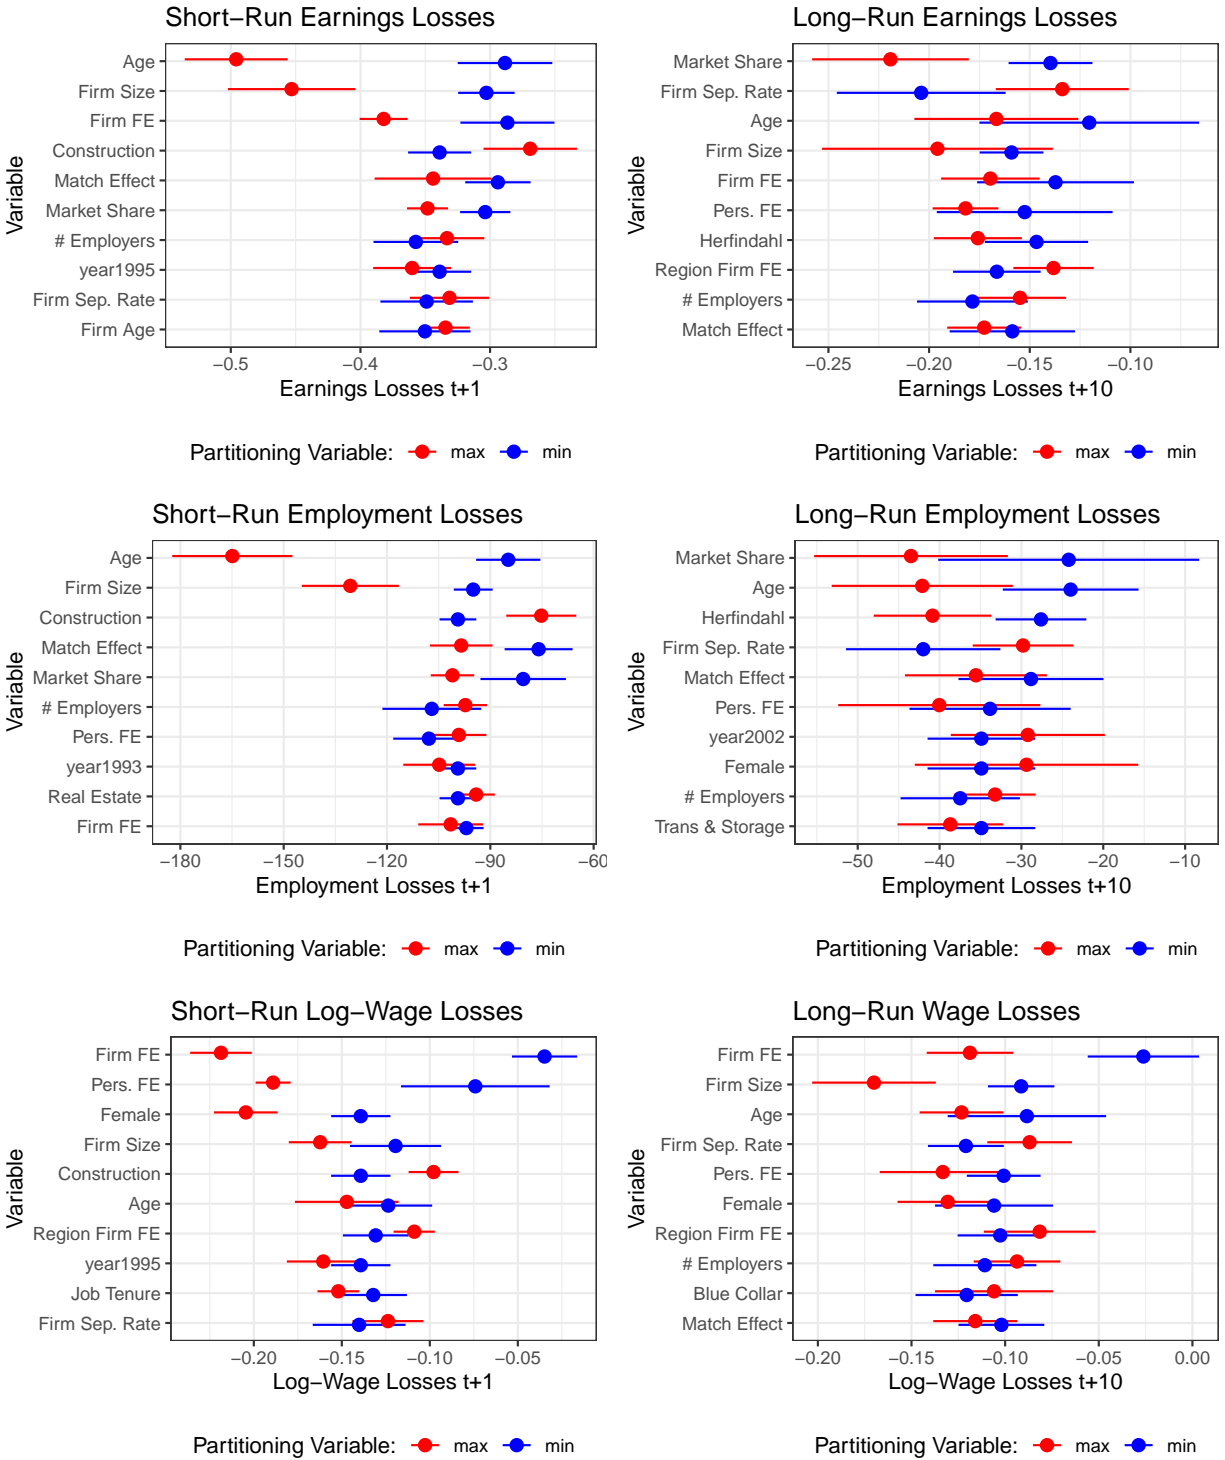 Short−Run Earnings Losses
Variable
Age
Firm Size
Firm FE
Construction
Match Effect
Market Share
# Employers
year1995
Firm Sep. Rate
Firm Age
−0.5 −0.4 −0.3
Earnings Losses t+1
Partitioning Variable: max min
Long−Run Earnings Losses
Variable
Market Share
Firm Sep. Rate
Age
Firm Size
Firm FE
Pers. FE
Herfindahl
Region Firm FE
# Employers
Match Effect
−0.25 −0.20 −0.15 −0.10
Earnings Losses t+10
Partitioning Variable: max min
Short−Run Employment Losses
Variable
Age
Firm Size
Construction
Match Effect
Market Share
# Employers
Pers. FE
year1993
Real Estate
Firm FE
−180 −150 −120 −90 −60
Employment Losses t+1
Partitioning Variable: max min
Long−Run Employment Losses
Variable
Market Share
Age
Herfindahl
Firm Sep. Rate
Match Effect
Pers. FE
year2002
Female
# Employers
Trans & Storage
−50 −40 −30 −20 −10
Employment Losses t+10
Partitioning Variable: max min
Short−Run Log−Wage Losses
Variable
Firm FE
Pers. FE
Female
Firm Size
Construction
Age
Region Firm FE
year1995
Job Tenure
Firm Sep. Rate
−0.20 −0.15 −0.10 −0.05
Log−Wage Losses t+1
Partitioning Variable: max min
Long−Run Wage Losses
Variable
Firm FE
Firm Size
Age
Firm Sep. Rate
Pers. FE
Female
Region Firm FE
# Employers
Blue Collar
Match Effect
−0.20 −0.15 −0.10 −0.05 0.00
Log−Wage Losses t+10
Partitioning Variable: max min